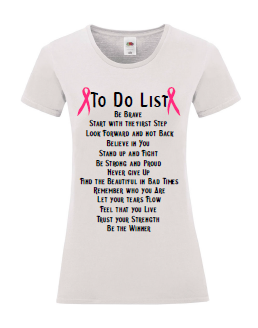 To Do List
Be Brave
Start with the first Step
Look Forward and not Back
Believe in You
Stand up and Fight
Be Strong and Proud
Never give Up
Find the Beautiful in Bad Times
Remember who you Are
Let your tears Flow
Feel that you Live
Trust your Strength
Be the Winner